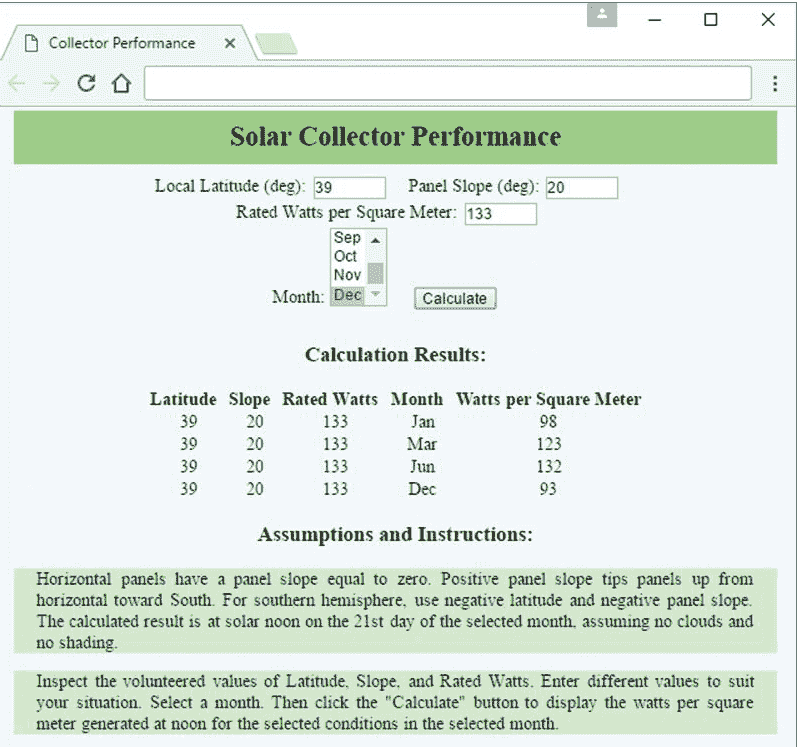 Collector Performance
Solar Collector Performance
Local Latitude (deg): 39 Panel Slope (deg): 20
Rated Watts per Square Meter: 133
Sep
Oct
Nov
Month: Dec Calculate
Calculation Results:
Latitude Slope Rated Watts Month Watts per Square Meter
39 20 133 Jan 98
39 20 133 Mar 123
39 20 133 Jun 132
39 20 133 Dec 93
Assumptions and Instructions:
Horizontal panels have a panel slope equal to zero. Positive panel slope tips panels up from
horizontal toward South. For southern hemisphere, use negative latitude and negative panel slope.
The calculated result is at solar noon on the 21st day of the selected month, assuming no clouds and
no shading.
Inspect the volunteered values of Latitude, Slope, and Rated Watts. Enter different values to suit
your situation. Select a month. Then click the "Calculate" button to display the watts per square
meter generated at noon for the selected conditions in the selected month.